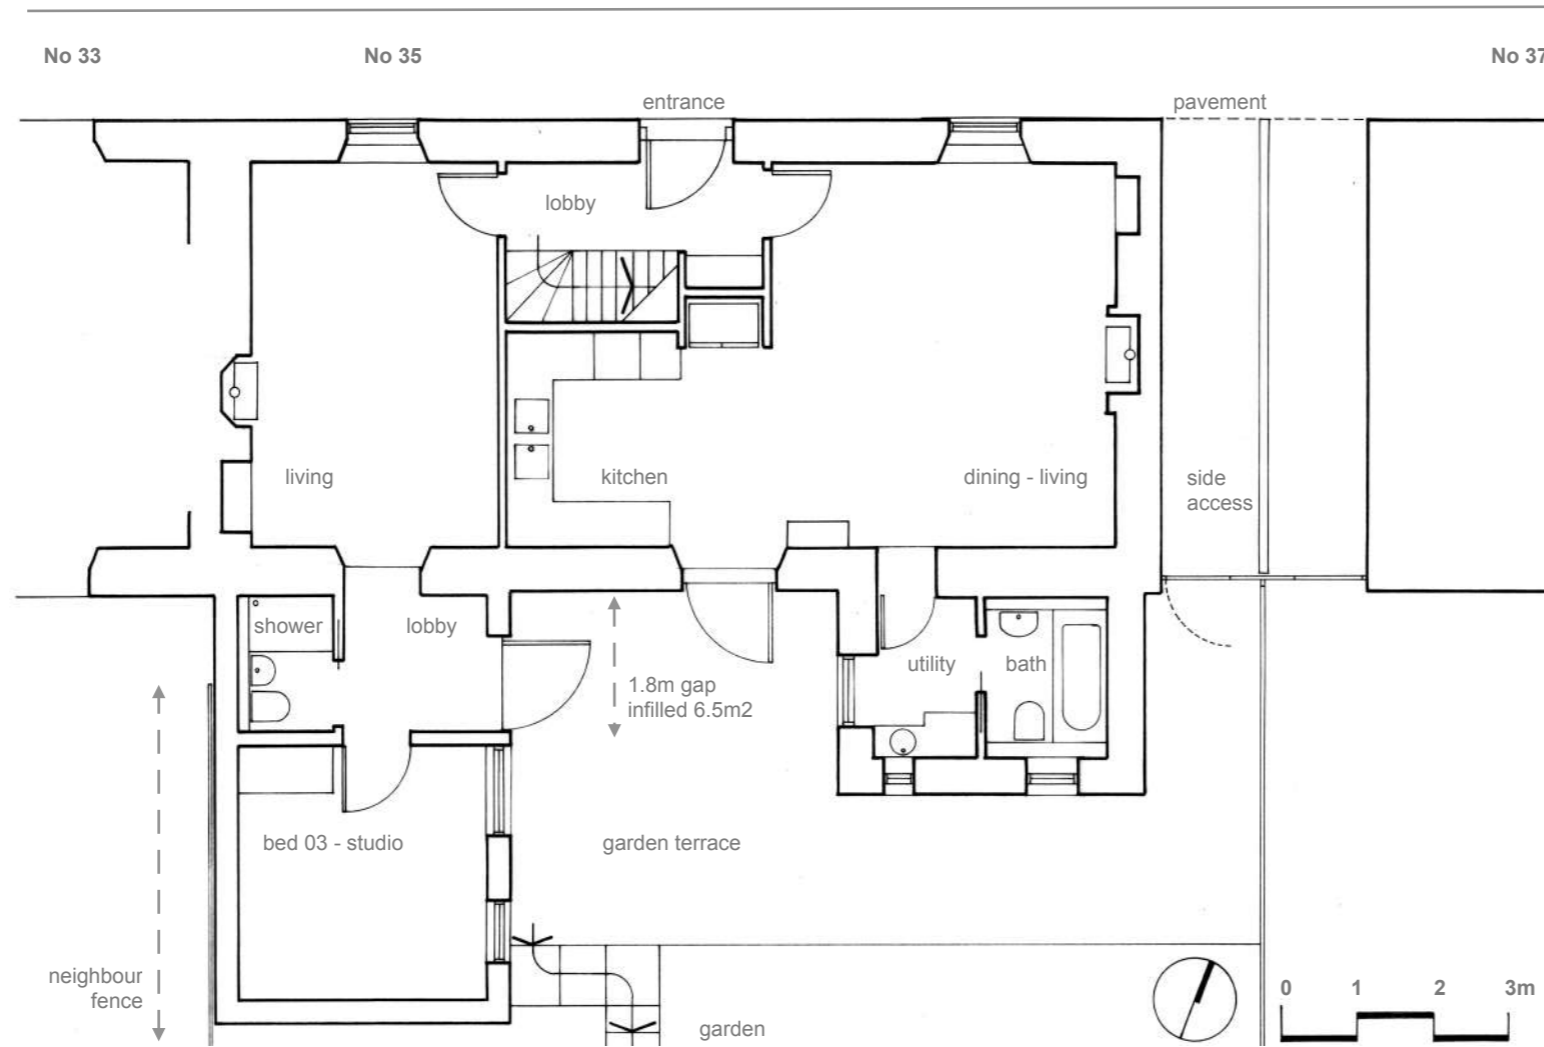 No 33
No 35
No 37
entrance
pavement
lobby
living
kitchen
dining - living
side
access
shower
lobby
1.8m gap
infilled 6.5m2
utility
bath
bed 03 - studio
garden terrace
neighbour
fence
garden
0 1 2 3m